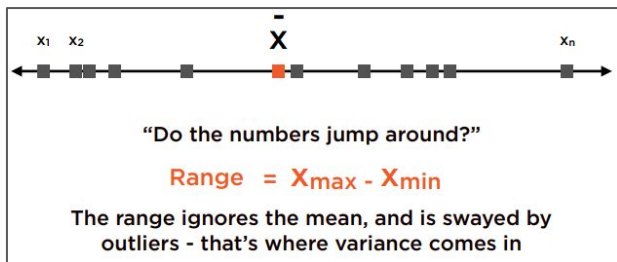 x̄
x₁ x₂ xₙ
“Do the numbers jump around?”
Range = Xmax - Xmin
The range ignores the mean, and is swayed by
outliers - that’s where variance comes in